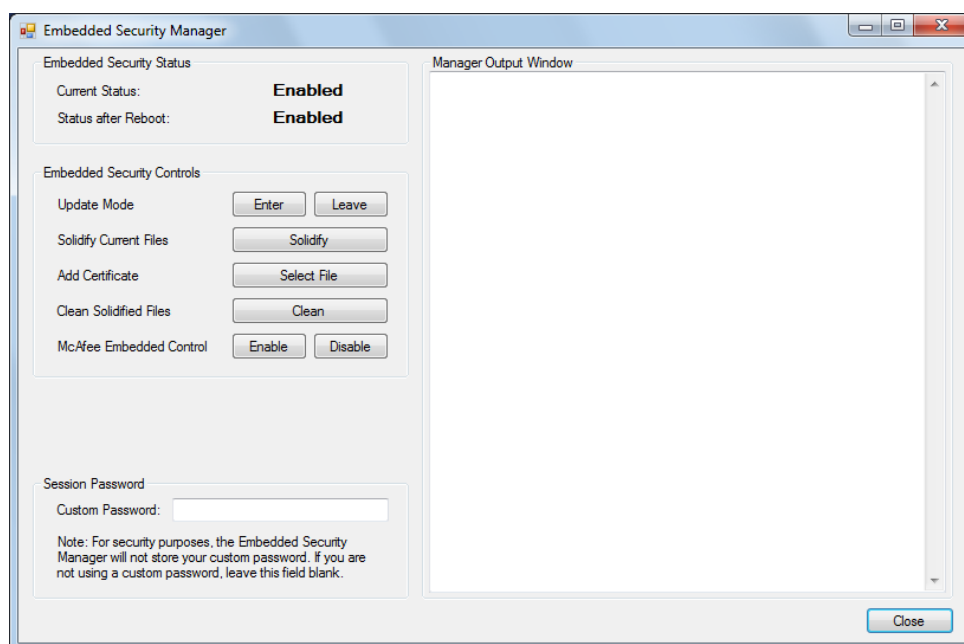 Embedded Security Manager
Embedded Security Status
Current Status: Enabled
Status after Reboot: Enabled
Embedded Security Controls
Update Mode Enter Leave
Solidify Current Files Solidify
Add Certificate Select File
Clean Solidified Files Clean
McAfee Embedded Control Enable Disable
Session Password
Custom Password:
Note: For security purposes, the Embedded Security
Manager will not store your custom password. If you are
not using a custom password, leave this field blank.
Manager Output Window
Close